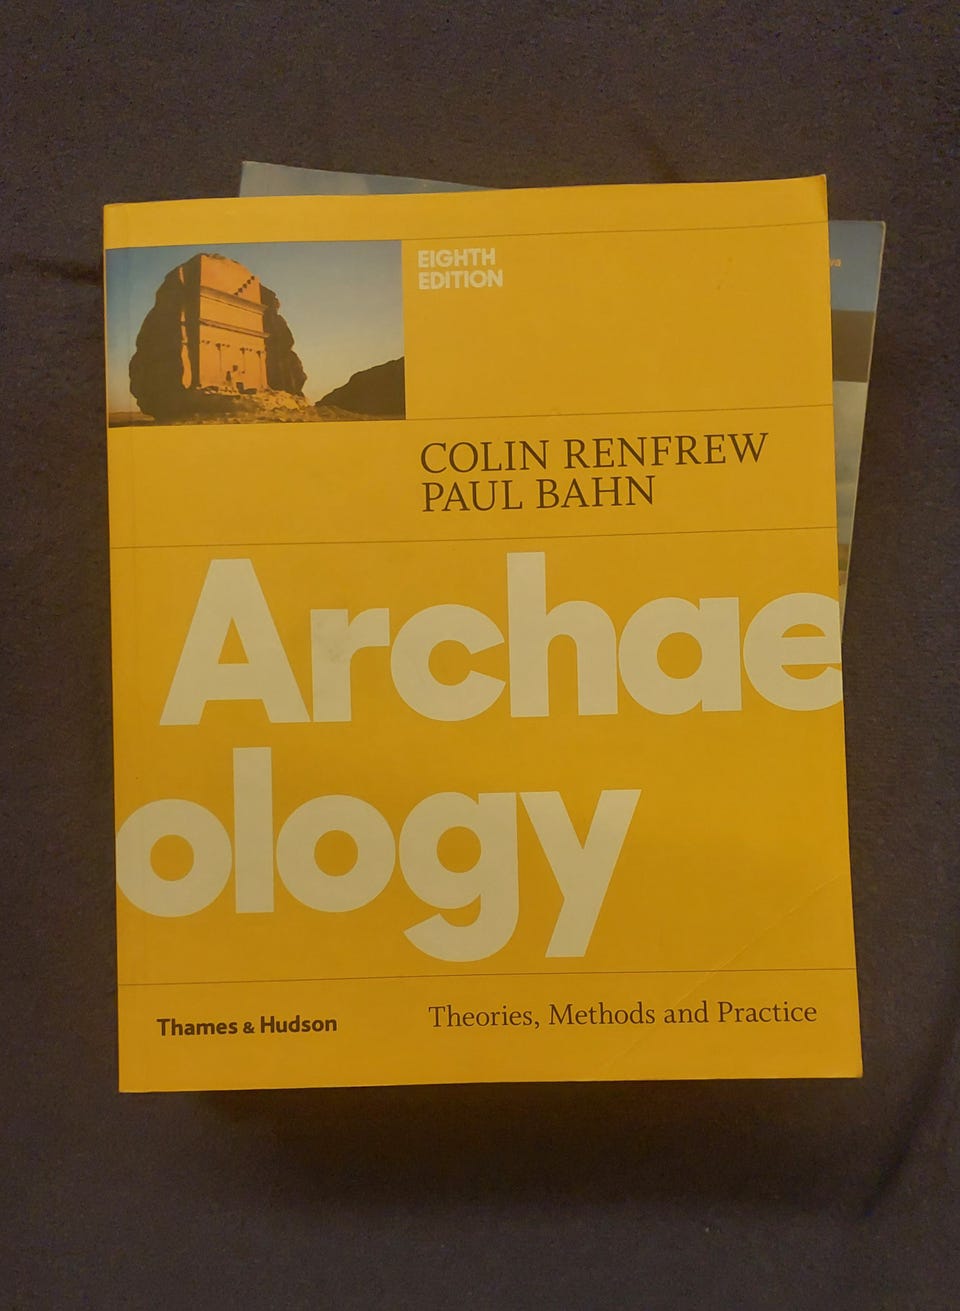 EIGHTH
EDITION
COLIN RENFREW
PAUL BAHN
Archae
ology
Thames & Hudson
Theories, Methods and Practice